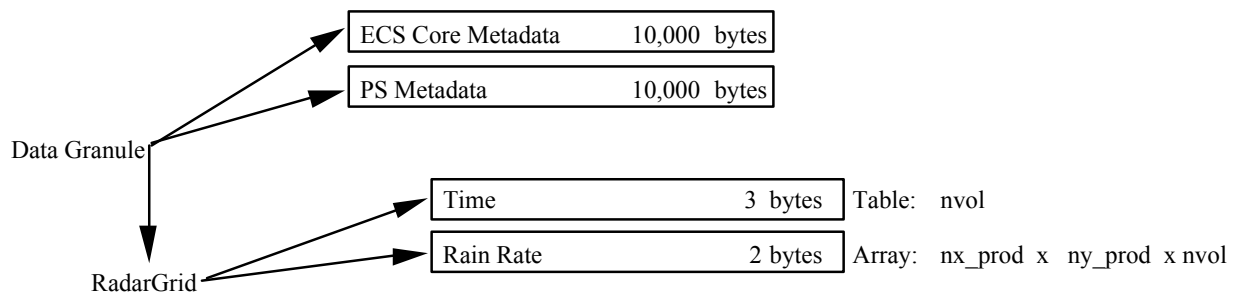 ECS Core Metadata 10,000 bytes
PS Metadata 10,000 bytes
Data Granule
Time 3 bytes Table: nvol
Rain Rate 2 bytes Array: nx_prod x ny_prod x nvol
RadarGrid